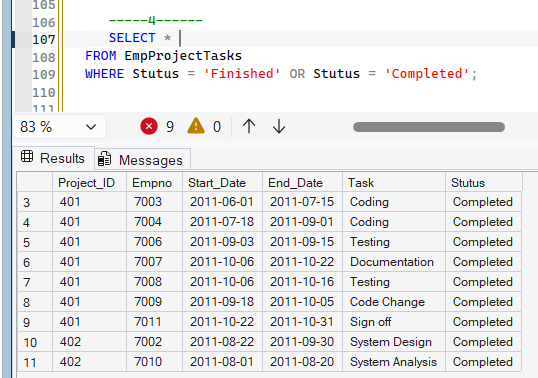 105
106 -----4------
107 SELECT *
108 FROM EmpProjectTasks
109 WHERE Stutus = 'Finished' OR Stutus = 'Completed';
110
111
83 % 9 0
Results Messages
Project_ID Empno Start_Date End_Date Task Stutus
3 401 7003 2011-06-01 2011-07-15 Coding Completed
4 401 7004 2011-07-18 2011-09-01 Coding Completed
5 401 7006 2011-09-03 2011-09-15 Testing Completed
6 401 7007 2011-10-06 2011-10-22 Documentation Completed
7 401 7008 2011-10-06 2011-10-16 Testing Completed
8 401 7009 2011-09-18 2011-10-05 Code Change Completed
9 401 7011 2011-10-22 2011-10-31 Sign off Completed
10 402 7002 2011-08-22 2011-09-30 System Design Completed
11 402 7010 2011-08-01 2011-08-20 System Analysis Completed